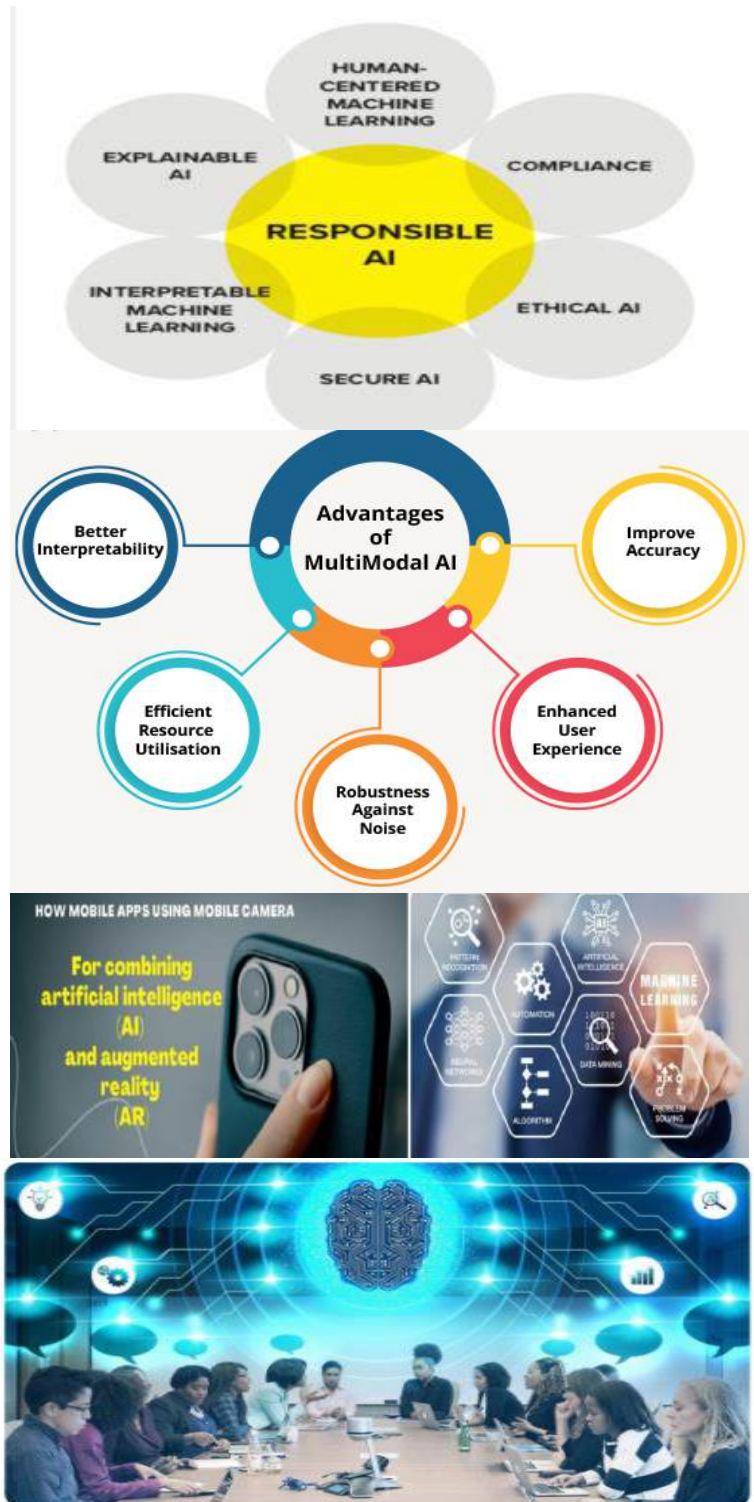 HUMAN-
CENTERED
MACHINE
LEARNING
EXPLAINABLE
AI
COMPLIANCE
RESPONSIBLE
AI
INTERPRETABLE
MACHINE
LEARNING
ETHICAL AI
SECURE AI
Advantages
of
MultiModal AI
Better
Interpretability
Improve
Accuracy
Efficient
Resource
Utilisation
Enhanced
User
Experience
Robustness
Against
Noise
HOW MOBILE APPS USING MOBILE CAMERA
For combining
artificial intelligence
(AI)
and augmented
reality
(AR)
PATTERN
RECOGNITION
AI
ARTIFICIAL
INTELLIGENCE
AUTOMATION
MACHINE
LEARNING
NEURAL
NETWORKS
DATA MINING
ALGORITHM
PROBLEM
SOLVING